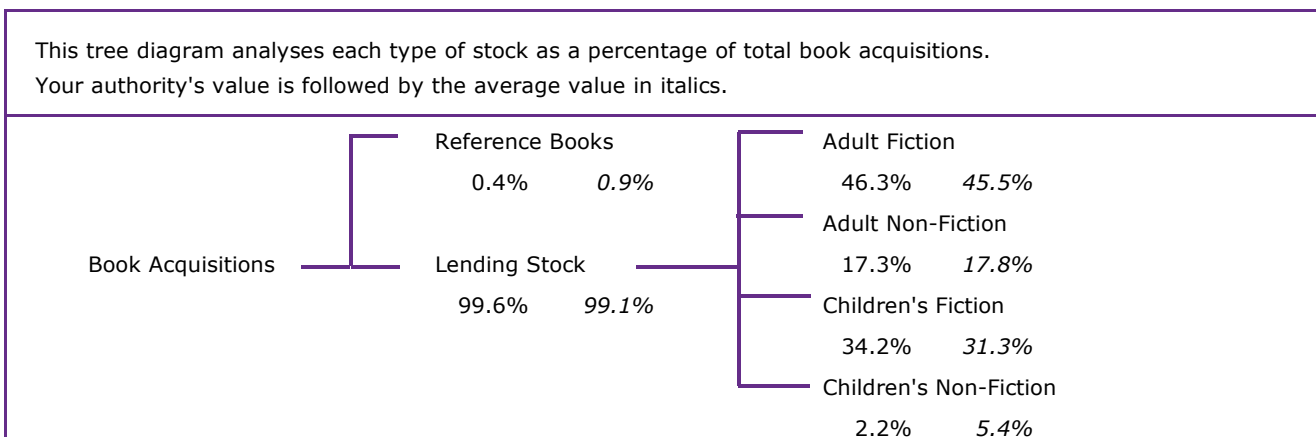 This tree diagram analyses each type of stock as a percentage of total book acquisitions.
Your authority's value is followed by the average value in italics.
Reference Books
0.4% 0.9%
Book Acquisitions
Lending Stock
99.6% 99.1%
Adult Fiction
46.3% 45.5%
Adult Non-Fiction
17.3% 17.8%
Children's Fiction
34.2% 31.3%
Children's Non-Fiction
2.2% 5.4%